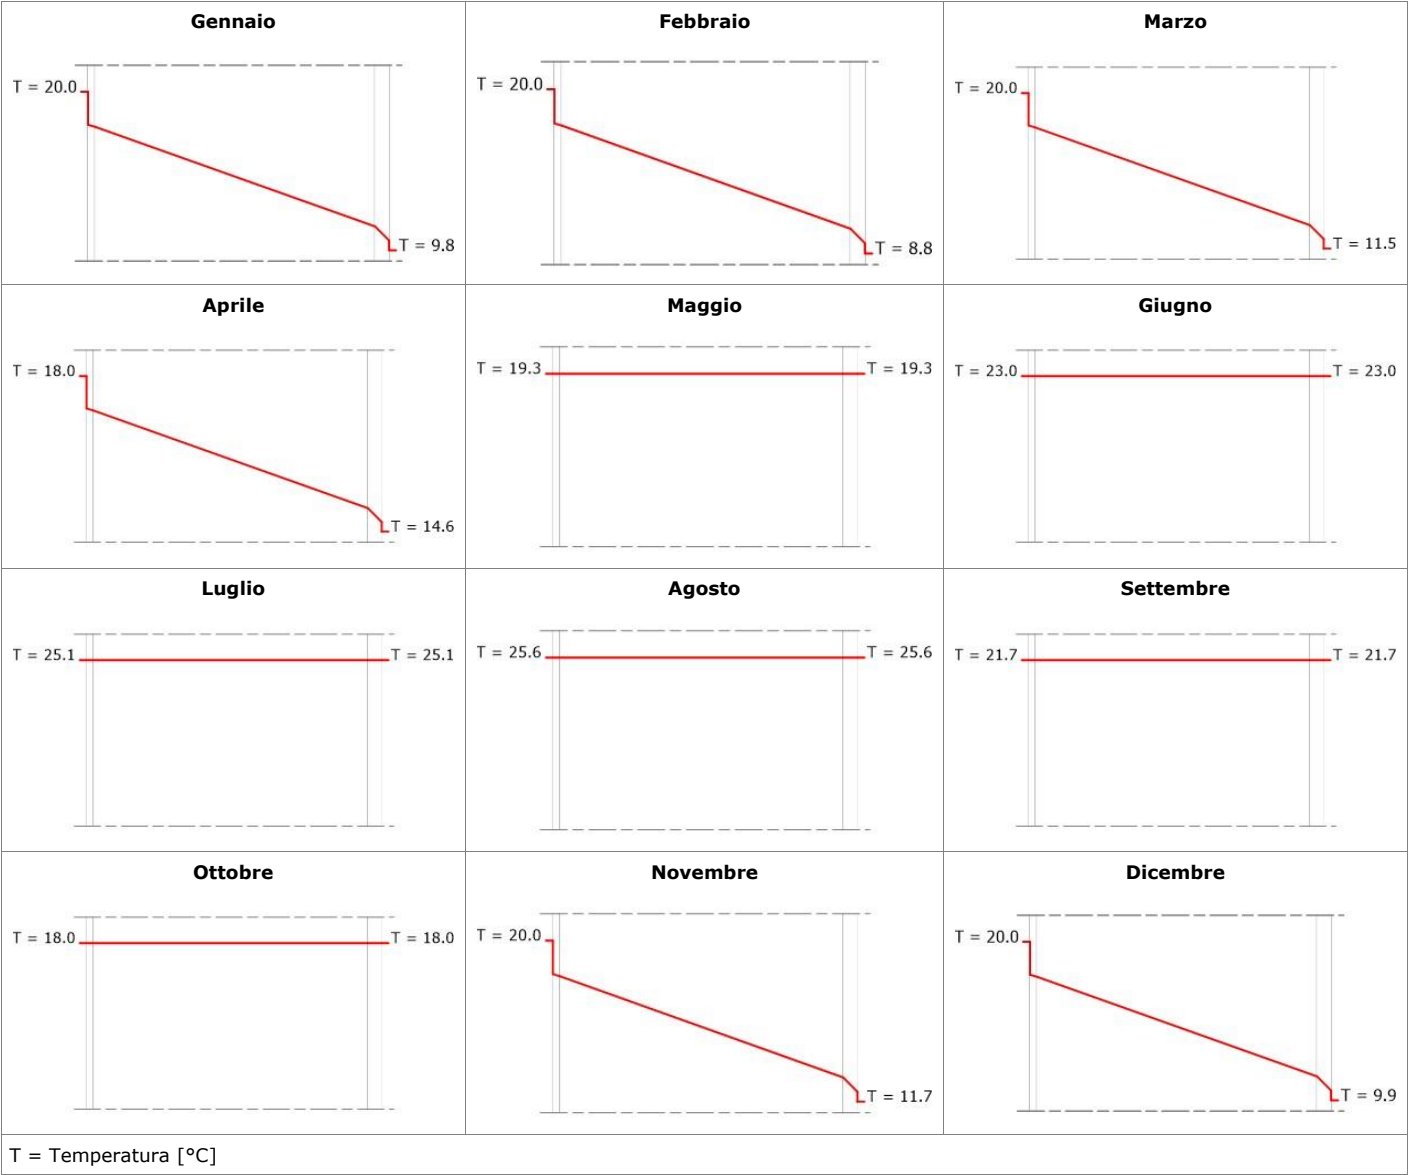 Gennaio
Febbraio
Marzo
T = 20.0
T = 9.8
T = 20.0
T = 8.8
T = 20.0
T = 11.5
Aprile
Maggio
Giugno
T = 18.0
T = 14.6
T = 19.3
T = 19.3
T = 23.0
T = 23.0
Luglio
Agosto
Settembre
T = 25.1
T = 25.1
T = 25.6
T = 25.6
T = 21.7
T = 21.7
Ottobre
Novembre
Dicembre
T = 18.0
T = 18.0
T = 20.0
T = 11.7
T = 20.0
T = 9.9
T = Temperatura [°C]